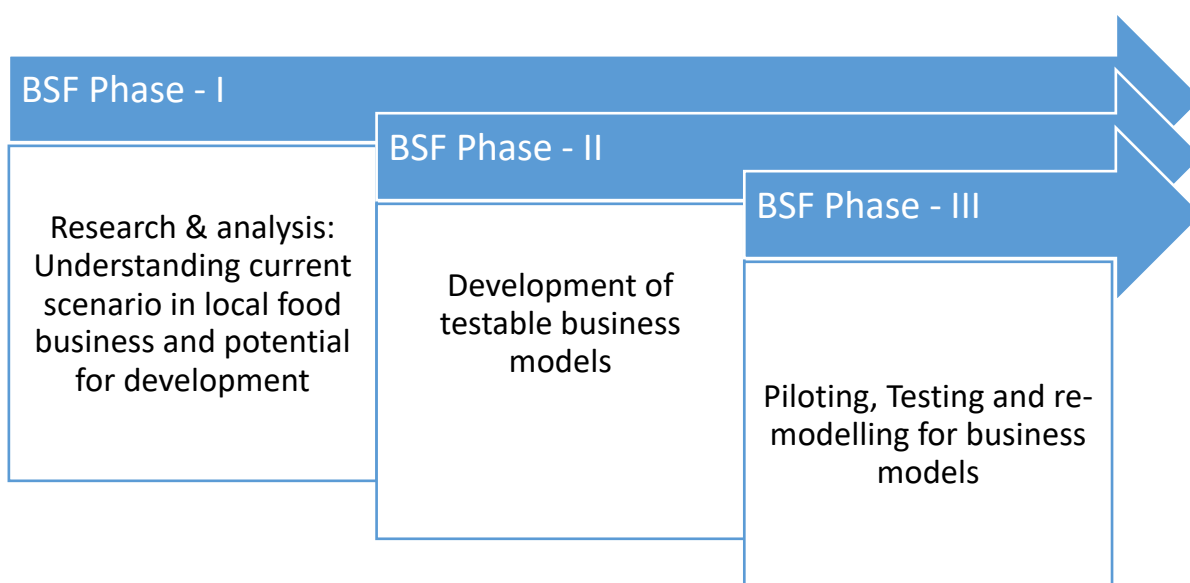 BSF Phase - I
Research & analysis:
Understanding current
scenario in local food
business and potential
for development
BSF Phase - II
Development of
testable business
models
BSF Phase - III
Piloting, Testing and re-
modelling for business
models